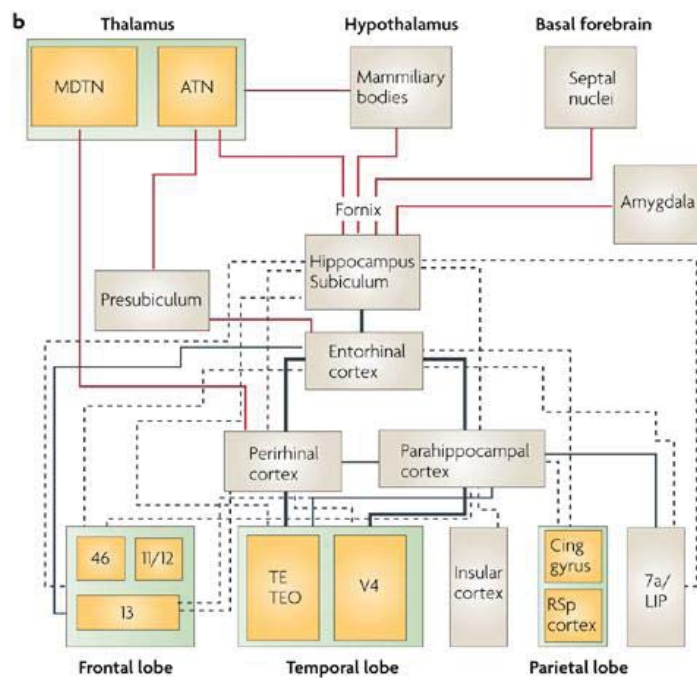 b
Thalamus
Hypothalamus
Basal forebrain
MDTN
ATN
Mammiliary
bodies
Septal
nuclei
Fornix
Amygdala
Hippocampus
Subiculum
Presubiculum
Entorhinal
cortex
Perirhinal
cortex
Parahippocampal
cortex
46
11/12
13
TE
TEO
V4
Insular
cortex
Cing
gyrus
RSp
cortex
7a/
LIP
Frontal lobe
Temporal lobe
Parietal lobe